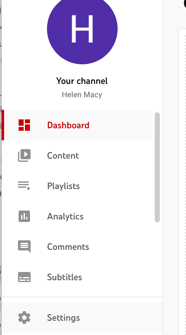 H
Your channel
Helen Macy
Dashboard
Content
Playlists
Analytics
Comments
Subtitles
Settings